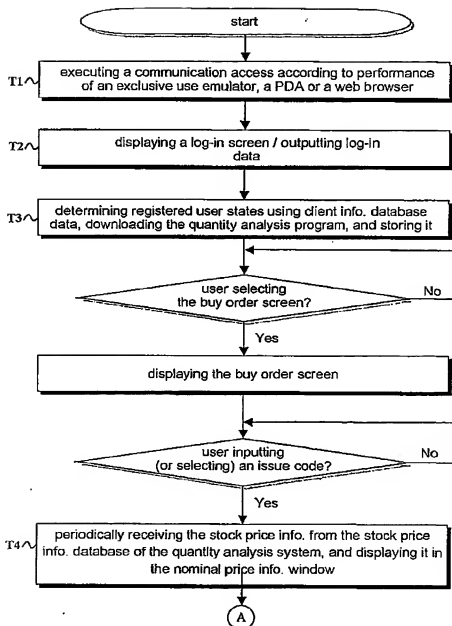 start
T1
executing a communication access according to performance
of an exclusive use emulator, a PDA or a web browser
T2
displaying a log-in screen / outputting log-in
data
T3
determining registered user states using client info. database
data, downloading the quantity analysis program, and storing it
user selecting
the buy order screen?
No
Yes
displaying the buy order screen
user inputting
(or selecting) an issue code?
No
Yes
T4
periodically receiving the stock price info. from the stock price
info. database of the quantity analysis system, and displaying it in
the nominal price info. window
A